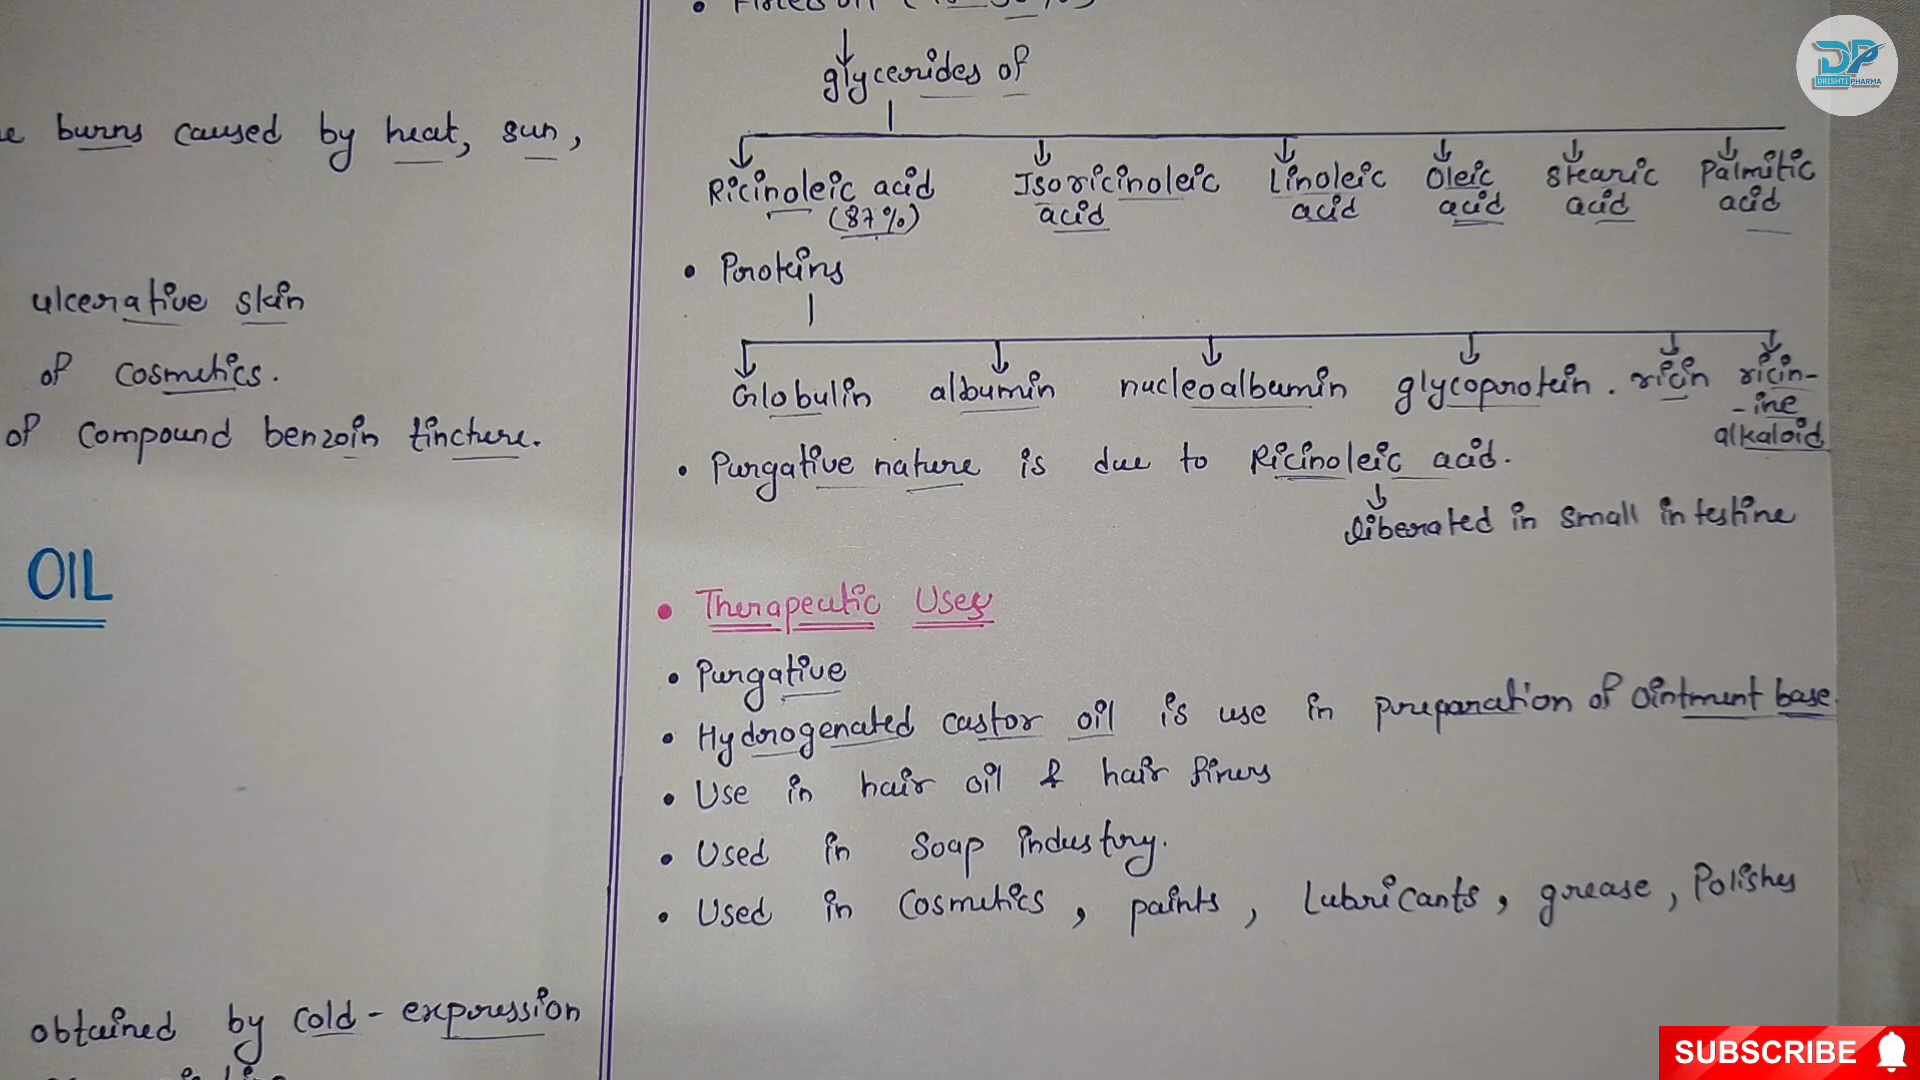 burns caused by heat, sun,
ulcerative skin
of cosmetics.
of compound benzoin tincture.
OIL
obtained by cold-expression
glycerides of
Ricinoleic acid (87%)
Isoricinoleic acid
Linoleic acid
Oleic acid
Stearic acid
Palmitic acid
• Proteins
Globulin albumin nucleoalbumin glycoprotein. ricin ricin-
-ine
alkaloid
• Purgative nature is due to Ricinoleic acid.
liberated in small intestine
• Therapeutic Uses
• Purgative
• Hydrogenated castor oil is use in preparation of ointment base.
• Use in hair oil & hair fixers
• Used in Soap industry.
• Used in Cosmetics, paints, Lubricants, grease, Polishes
DP
DRISHTI PHARMA
SUBSCRIBE